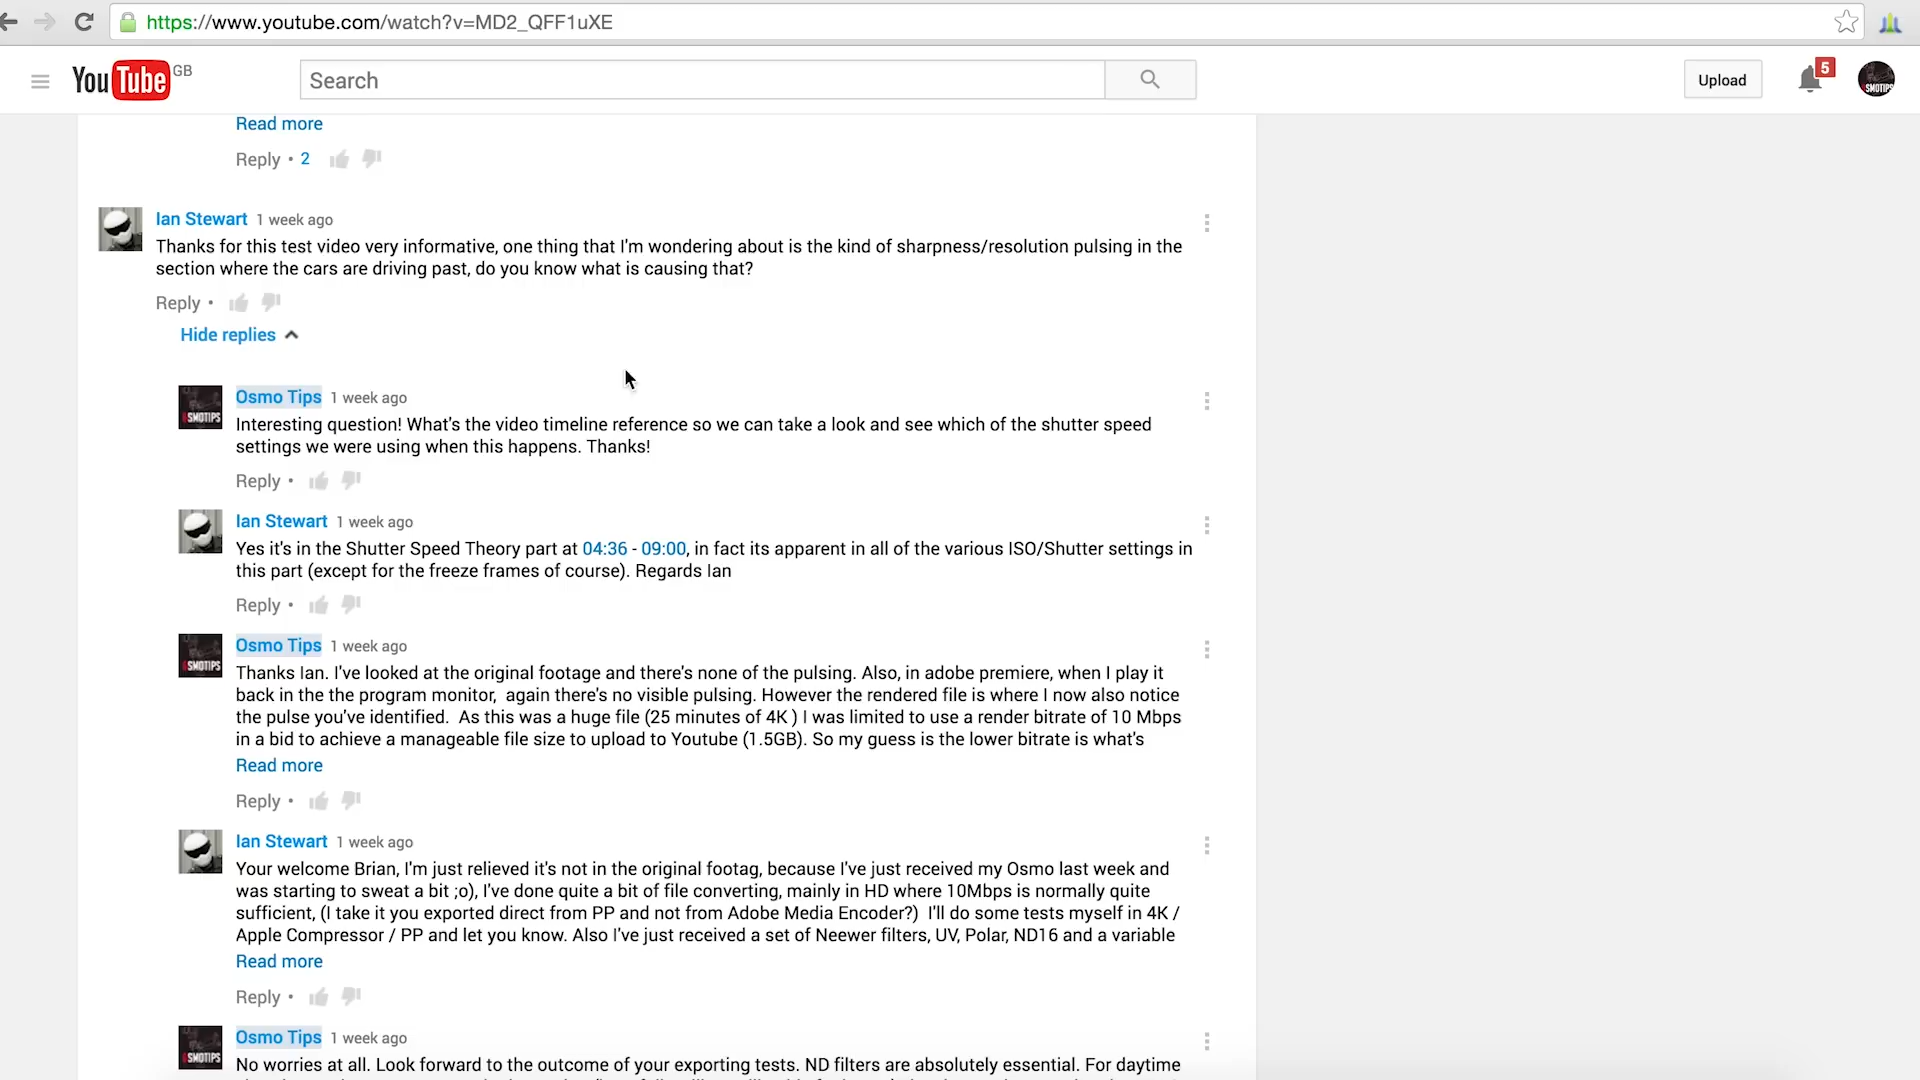 https://www.youtube.com/watch?v=MD2_QFF1uXE
YouTube GB
Search
Upload
5
SMOTIPS
Read more
Reply • 2
Ian Stewart 1 week ago
Thanks for this test video very informative, one thing that I'm wondering about is the kind of sharpness/resolution pulsing in the
section where the cars are driving past, do you know what is causing that?
Reply •
Hide replies
SMOTIPS
Osmo Tips 1 week ago
Interesting question! What's the video timeline reference so we can take a look and see which of the shutter speed
settings we were using when this happens. Thanks!
Reply •
Ian Stewart 1 week ago
Yes it's in the Shutter Speed Theory part at 04:36 - 09:00, in fact its apparent in all of the various ISO/Shutter settings in
this part (except for the freeze frames of course). Regards Ian
Reply •
SMOTIPS
Osmo Tips 1 week ago
Thanks Ian. I've looked at the original footage and there's none of the pulsing. Also, in adobe premiere, when I play it
back in the the program monitor,  again there's no visible pulsing. However the rendered file is where I now also notice
the pulse you've identified.  As this was a huge file (25 minutes of 4K ) I was limited to use a render bitrate of 10 Mbps
in a bid to achieve a manageable file size to upload to Youtube (1.5GB). So my guess is the lower bitrate is what's
Read more
Reply •
Ian Stewart 1 week ago
Your welcome Brian, I'm just relieved it's not in the original footag, because I've just received my Osmo last week and
was starting to sweat a bit ;o), I've done quite a bit of file converting, mainly in HD where 10Mbps is normally quite
sufficient, (I take it you exported direct from PP and not from Adobe Media Encoder?)  I'll do some tests myself in 4K /
Apple Compressor / PP and let you know. Also I've just received a set of Neewer filters, UV, Polar, ND16 and a variable
Read more
Reply •
SMOTIPS
Osmo Tips 1 week ago
No worries at all. Look forward to the outcome of your exporting tests. ND filters are absolutely essential. For daytime